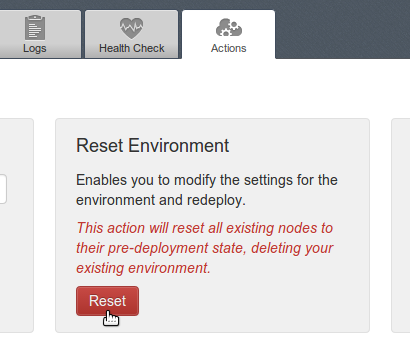 Logs
Health Check
Actions
Reset Environment
Enables you to modify the settings for the
environment and redeploy.
This action will reset all existing nodes to
their pre-deployment state, deleting your
existing environment.
Reset